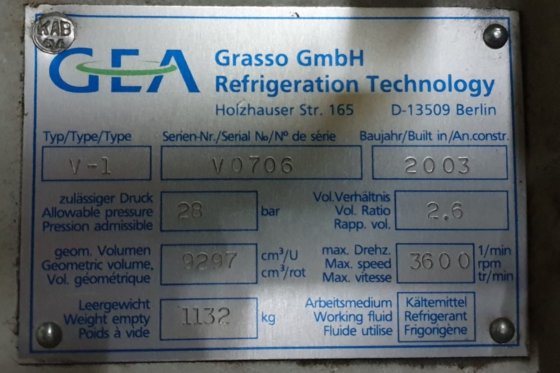 KAB
GEA
Grasso GmbH
Refrigeration Technology
Holzhauser Str. 165 D-13509 Berlin
Typ/Type/Type Serien-Nr./Serial No/Nº de série Baujahr/Built in/An.constr.
V-1 V0706 2003
zulässiger Druck
Allowable pressure 28 bar
Pression admissible
Vol.Verhältnis
Vol. Ratio 2.6
Rapp. vol.
geom. Volumen
Geometric volume, 9297 cm³/U
Vol. géométrique cm³/rot
max. Drehz. 1/min
Max. speed 3600 rpm
Max. vitesse tr/min
Leergewicht
Weight empty 1132 kg
Poids à vide
Arbeitsmedium Kältemittel
Working fluid Refrigerant
Fluide utilise Frigorigène